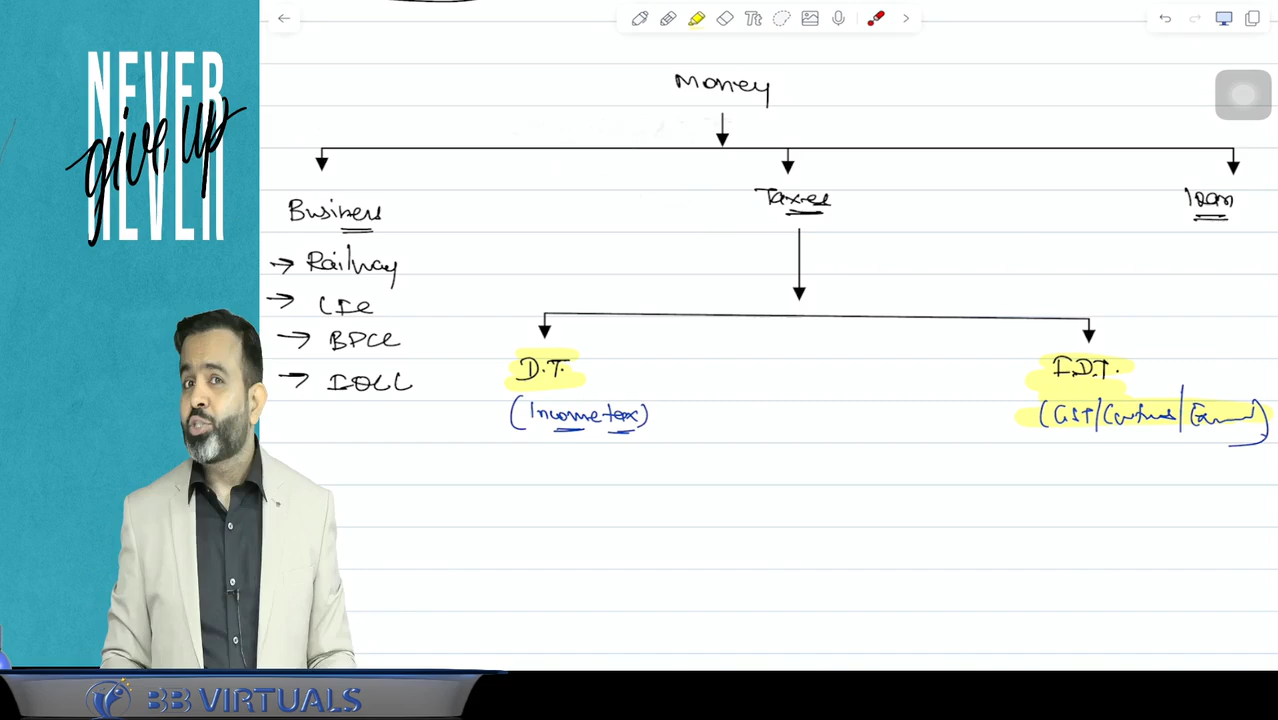 NEVER
give up
NEVER
Money
Business
Taxes
loan
→ Railway
→ LIC
→ BPCL
→ IOCL
D.T.
I.D.T.
(Income tax)
(GST/Customs/
BB VIRTUALS